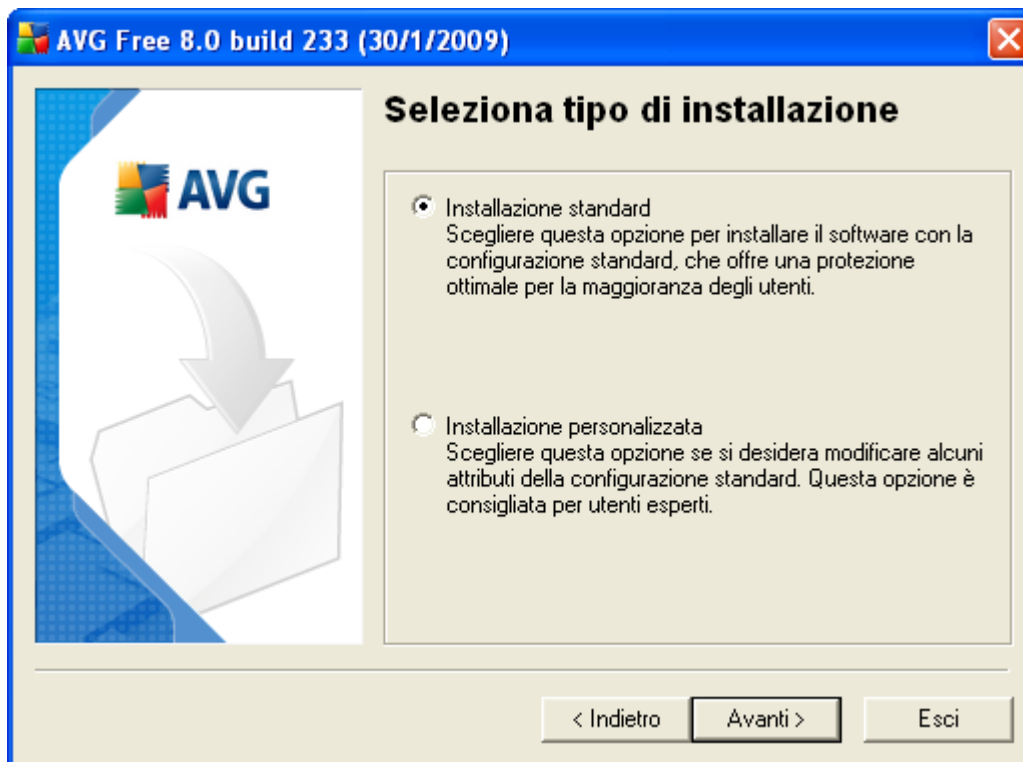 AVG Free 8.0 build 233 (30/1/2009)
AVG
Seleziona tipo di installazione
Installazione standard
Scegliere questa opzione per installare il software con la
configurazione standard, che offre una protezione
ottimale per la maggioranza degli utenti.
Installazione personalizzata
Scegliere questa opzione se si desidera modificare alcuni
attributi della configurazione standard. Questa opzione è
consigliata per utenti esperti.
< Indietro
Avanti >
Esci